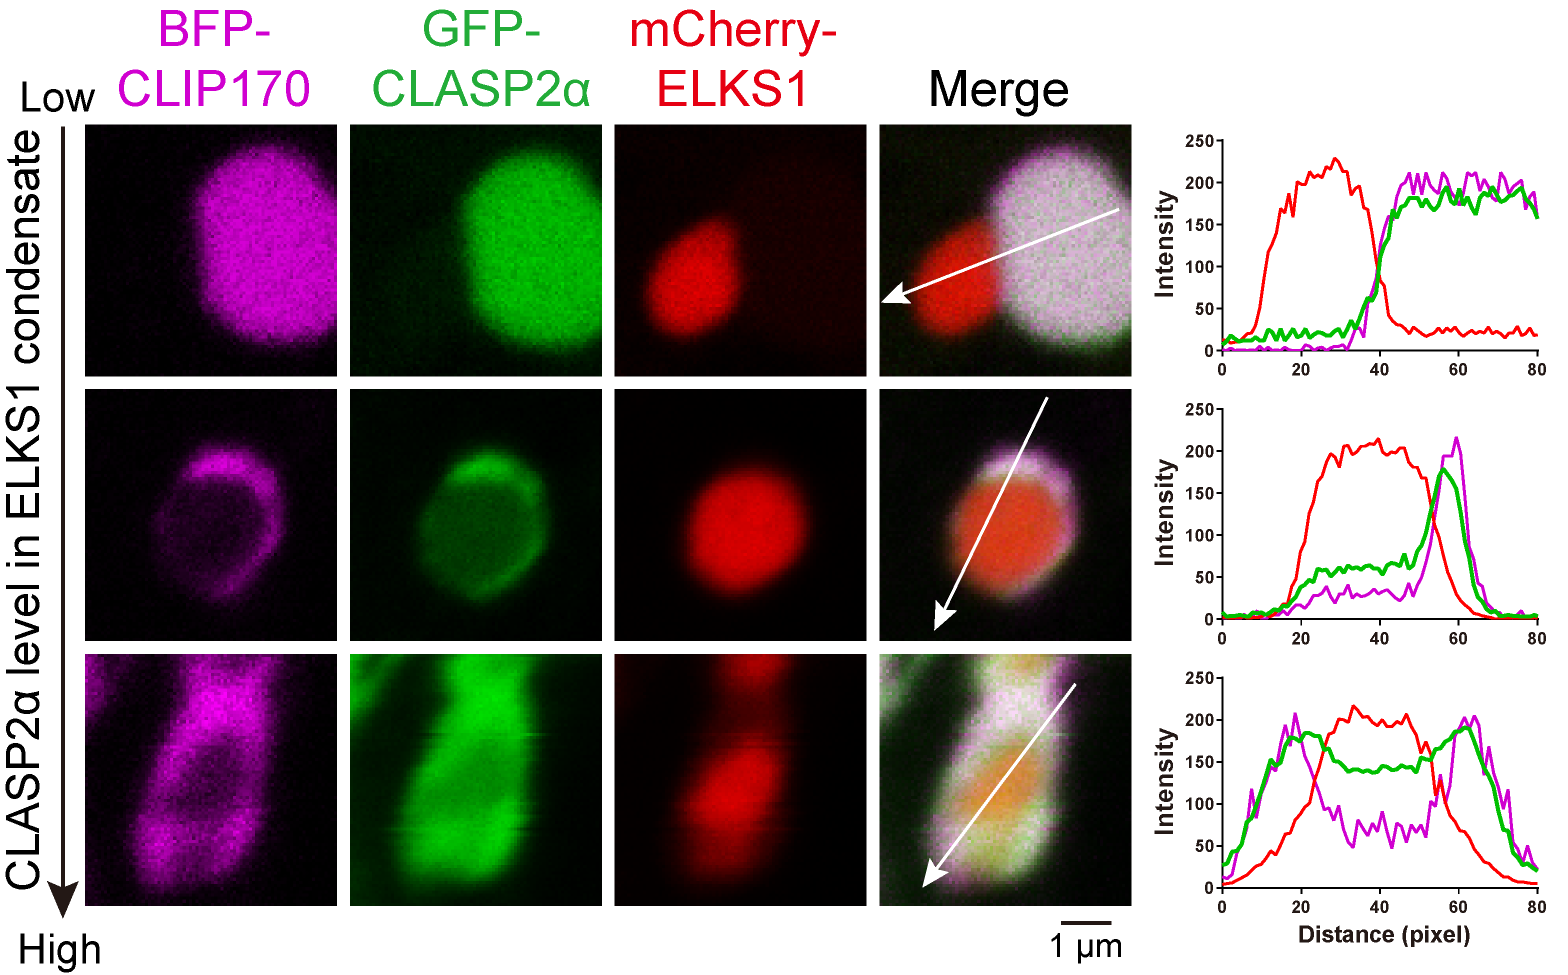 BFP-
CLIP170
GFP-
CLASP2α
mCherry-
ELKS1
Merge
Low
CLASP2α level in ELKS1 condensate
High
1 µm
250
200
150
100
50
0
Intensity
0 20 40 60 80
250
200
150
100
50
0
Intensity
0 20 40 60 80
250
200
150
100
50
0
Intensity
0 20 40 60 80
Distance (pixel)